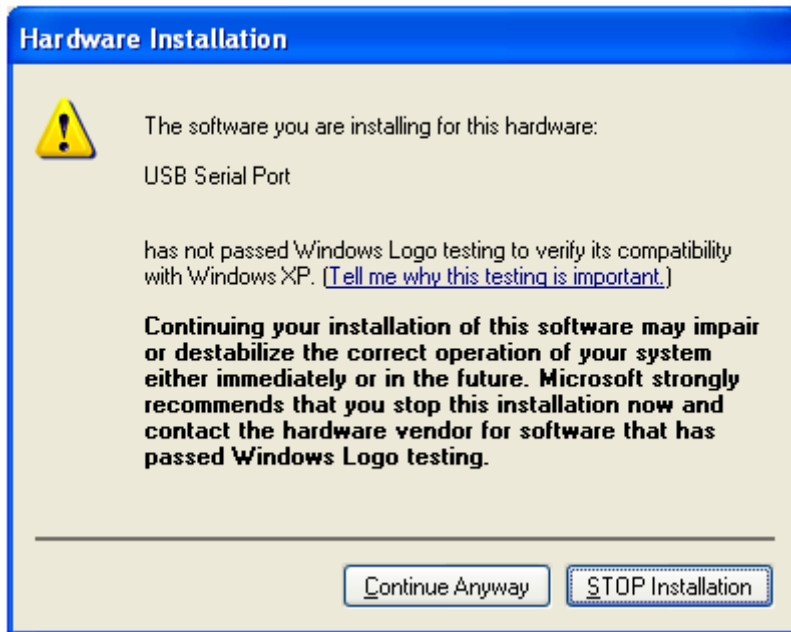 Hardware Installation
The software you are installing for this hardware:
USB Serial Port
has not passed Windows Logo testing to verify its compatibility
with Windows XP. (Tell me why this testing is important.)
Continuing your installation of this software may impair
or destabilize the correct operation of your system
either immediately or in the future. Microsoft strongly
recommends that you stop this installation now and
contact the hardware vendor for software that has
passed Windows Logo testing.
Continue Anyway
STOP Installation